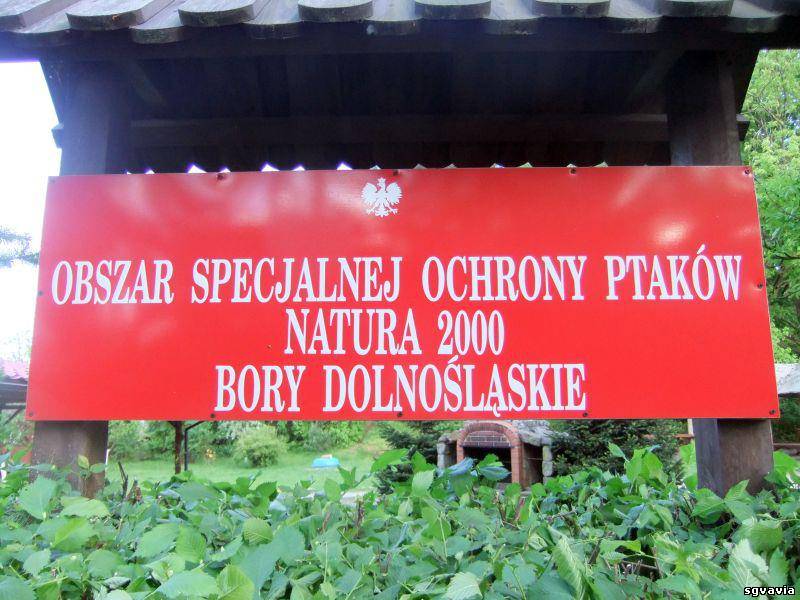 OBSZAR SPECJALNEJ OCHRONY PTAKÓW
NATURA 2000
BORY DOLNOŚLĄSKIE
sgvavia